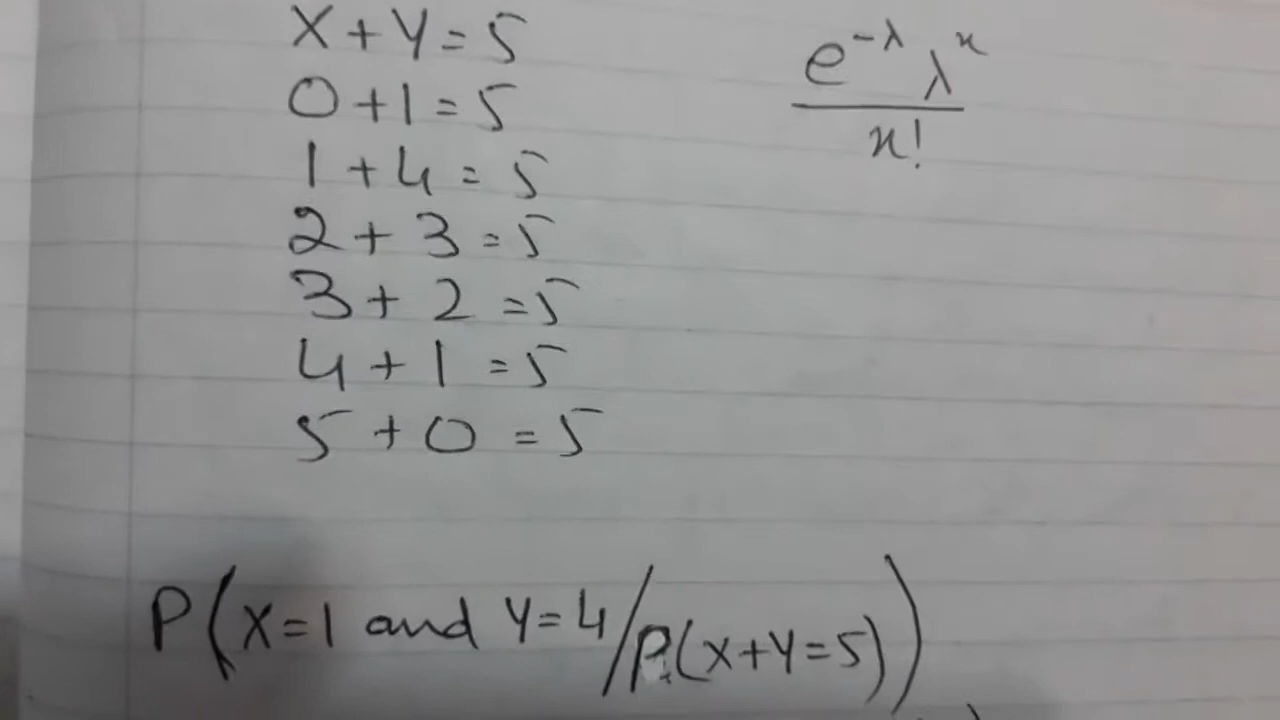 X + Y = 5
0 + 1 = 5
1 + 4 = 5
2 + 3 = 5
3 + 2 = 5
4 + 1 = 5
5 + 0 = 5
e^{-λ} λ^x
x!
P(X=1 and Y=4/P(X+Y=5))